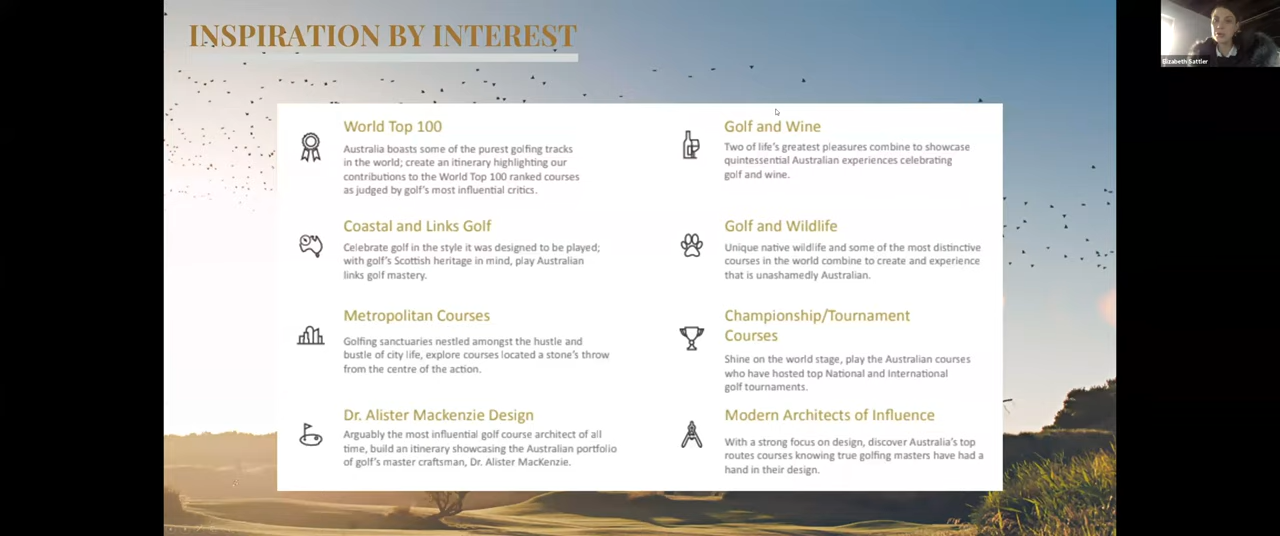 INSPIRATION BY INTEREST
Elizabeth Sattler
World Top 100
Australia boasts some of the purest golfing tracks
in the world; create an itinerary highlighting our
contributions to the World Top 100 ranked courses
as judged by golf's most influential critics.
Coastal and Links Golf
Celebrate golf in the style it was designed to be played;
with golf's Scottish heritage in mind, play Australian
links golf mastery.
Metropolitan Courses
Golfing sanctuaries nestled amongst the hustle and
bustle of city life, explore courses located a stone's throw
from the centre of the action.
Dr. Alister Mackenzie Design
Arguably the most influential golf course architect of all
time, build an itinerary showcasing the Australian portfolio
of golf's master craftsman, Dr. Alister MacKenzie.
Golf and Wine
Two of life's greatest pleasures combine to showcase
quintessential Australian experiences celebrating
golf and wine.
Golf and Wildlife
Unique native wildlife and some of the most distinctive
courses in the world combine to create and experience
that is unashamedly Australian.
Championship/Tournament
Courses
Shine on the world stage, play the Australian courses
who have hosted top National and International
golf tournaments.
Modern Architects of Influence
With a strong focus on design, discover Australia's top
routes courses knowing true golfing masters have had a
hand in their design.